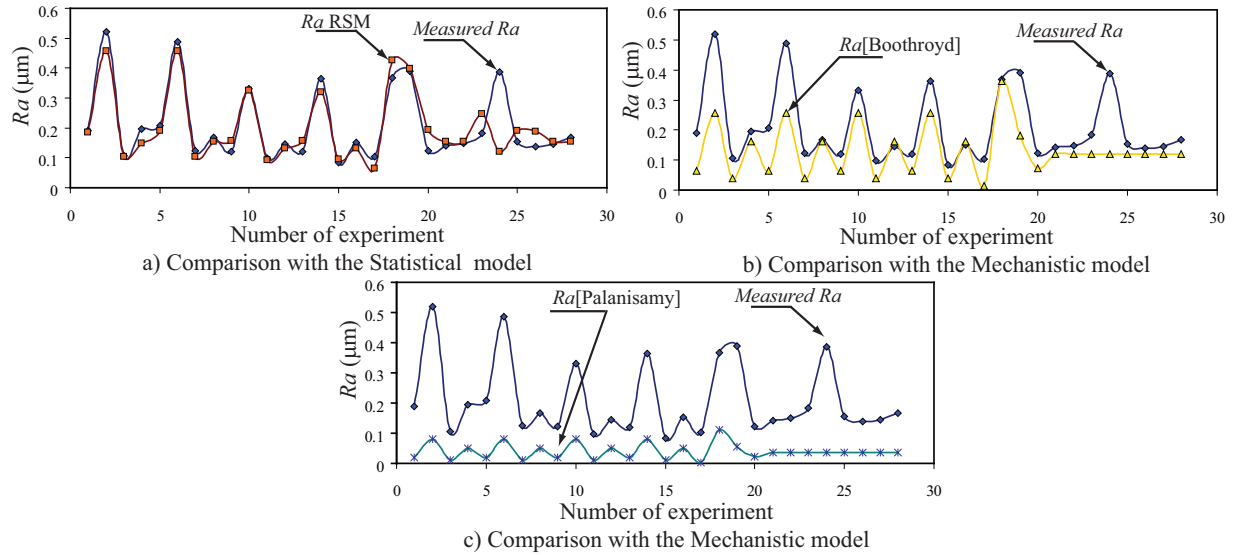 0.6
0.5
0.4
0.3
0.2
0.1
0
Ra (μm)
Ra RSM
Measured Ra
0 5 10 15 20 25 30
Number of experiment
a) Comparison with the Statistical model
0.6
0.5
0.4
0.3
0.2
0.1
0
Ra (μm)
Ra[Boothroyd]
Measured Ra
0 5 10 15 20 25 30
Number of experiment
b) Comparison with the Mechanistic model
0.6
0.5
0.4
0.3
0.2
0.1
0
Ra (μm)
Ra[Palanisamy]
Measured Ra
0 5 10 15 20 25 30
Number of experiment
c) Comparison with the Mechanistic model